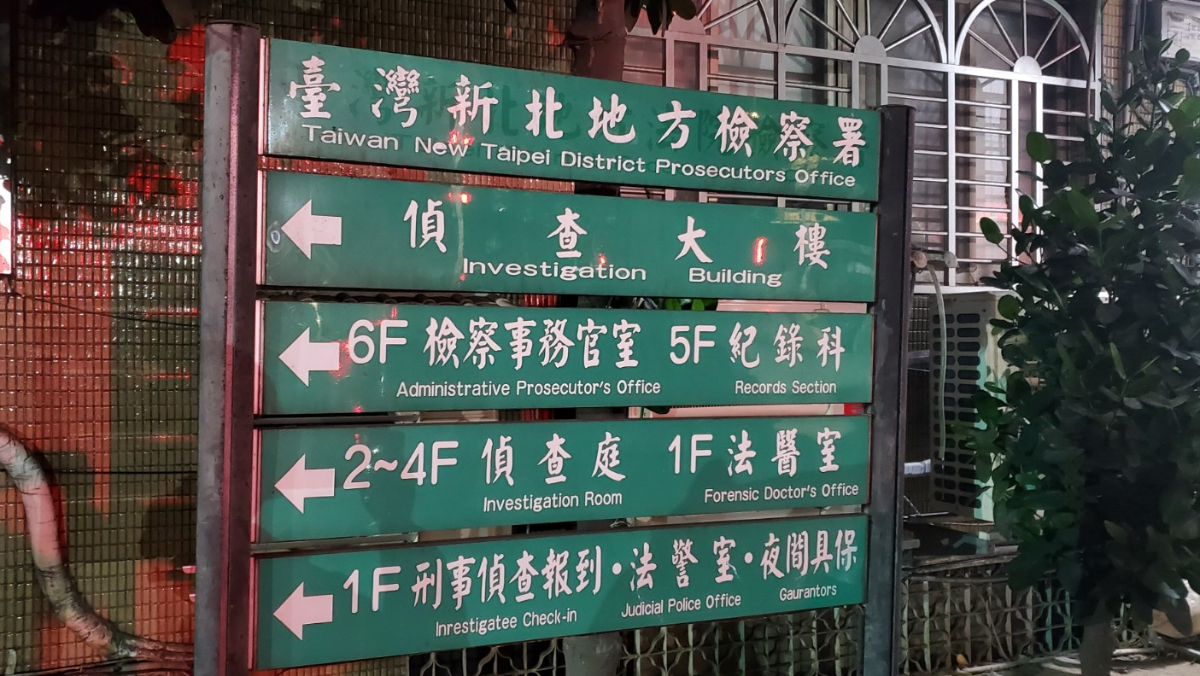 臺灣新北地方檢察署
Taiwan New Taipei District Prosecutors Office
偵查大樓
Investigation Building
6F 檢察事務官室 5F 紀錄科
Administrative Prosecutor's Office Records Section
2~4F 偵查庭 1F 法醫室
Investigation Room Forensic Doctor's Office
1F 刑事偵查報到·法警室·夜間具保
Inrestigatee Check-in Judicial Police Office Gaurantors